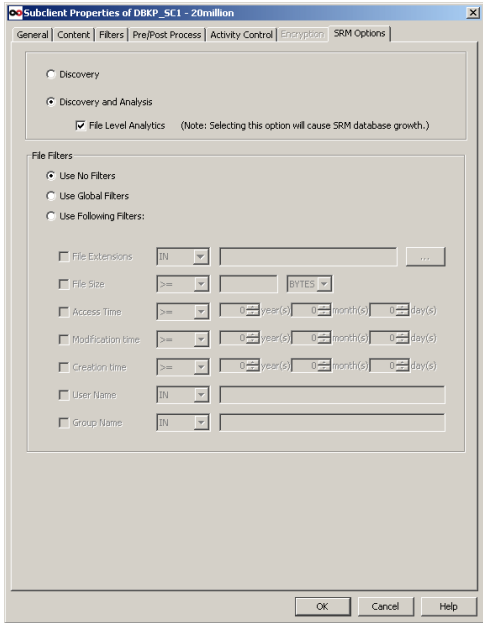 Subclient Properties of DBKP_SC1 - 20million
General Content Filters Pre/Post Process Activity Control Encryption SRM Options
Discovery
Discovery and Analysis
File Level Analytics (Note: Selecting this option will cause SRM database growth.)
File Filters
Use No Filters
Use Global Filters
Use Following Filters:
File Extensions IN ...
File Size >= BYTES
Access Time >= 0 year(s) 0 month(s) 0 day(s)
Modification time >= 0 year(s) 0 month(s) 0 day(s)
Creation time >= 0 year(s) 0 month(s) 0 day(s)
User Name IN
Group Name IN
OK Cancel Help